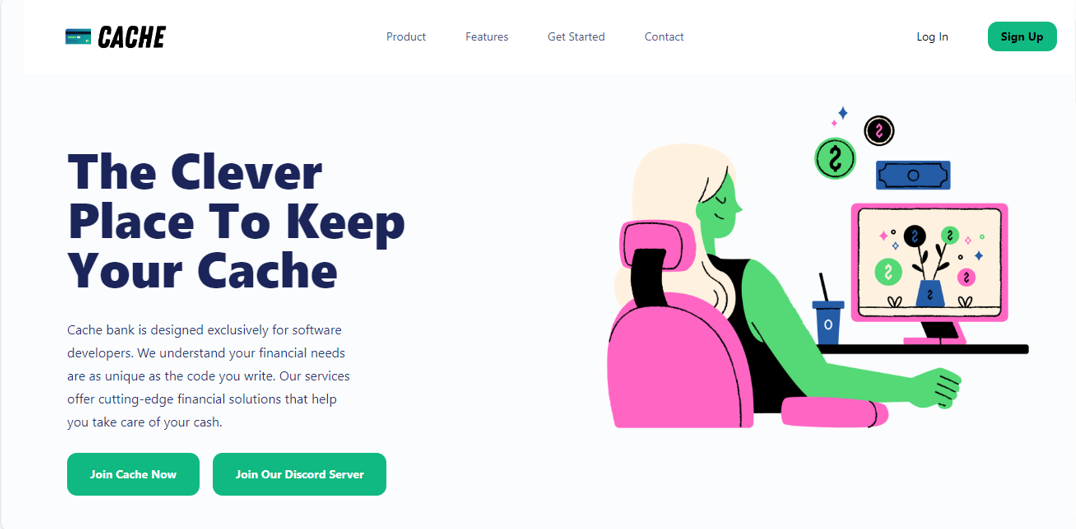 CACHE
Product
Features
Get Started
Contact
Log In
Sign Up
The Clever
Place To Keep
Your Cache
Cache bank is designed exclusively for software
developers. We understand your financial needs
are as unique as the code you write. Our services
offer cutting-edge financial solutions that help
you take care of your cash.
Join Cache Now
Join Our Discord Server